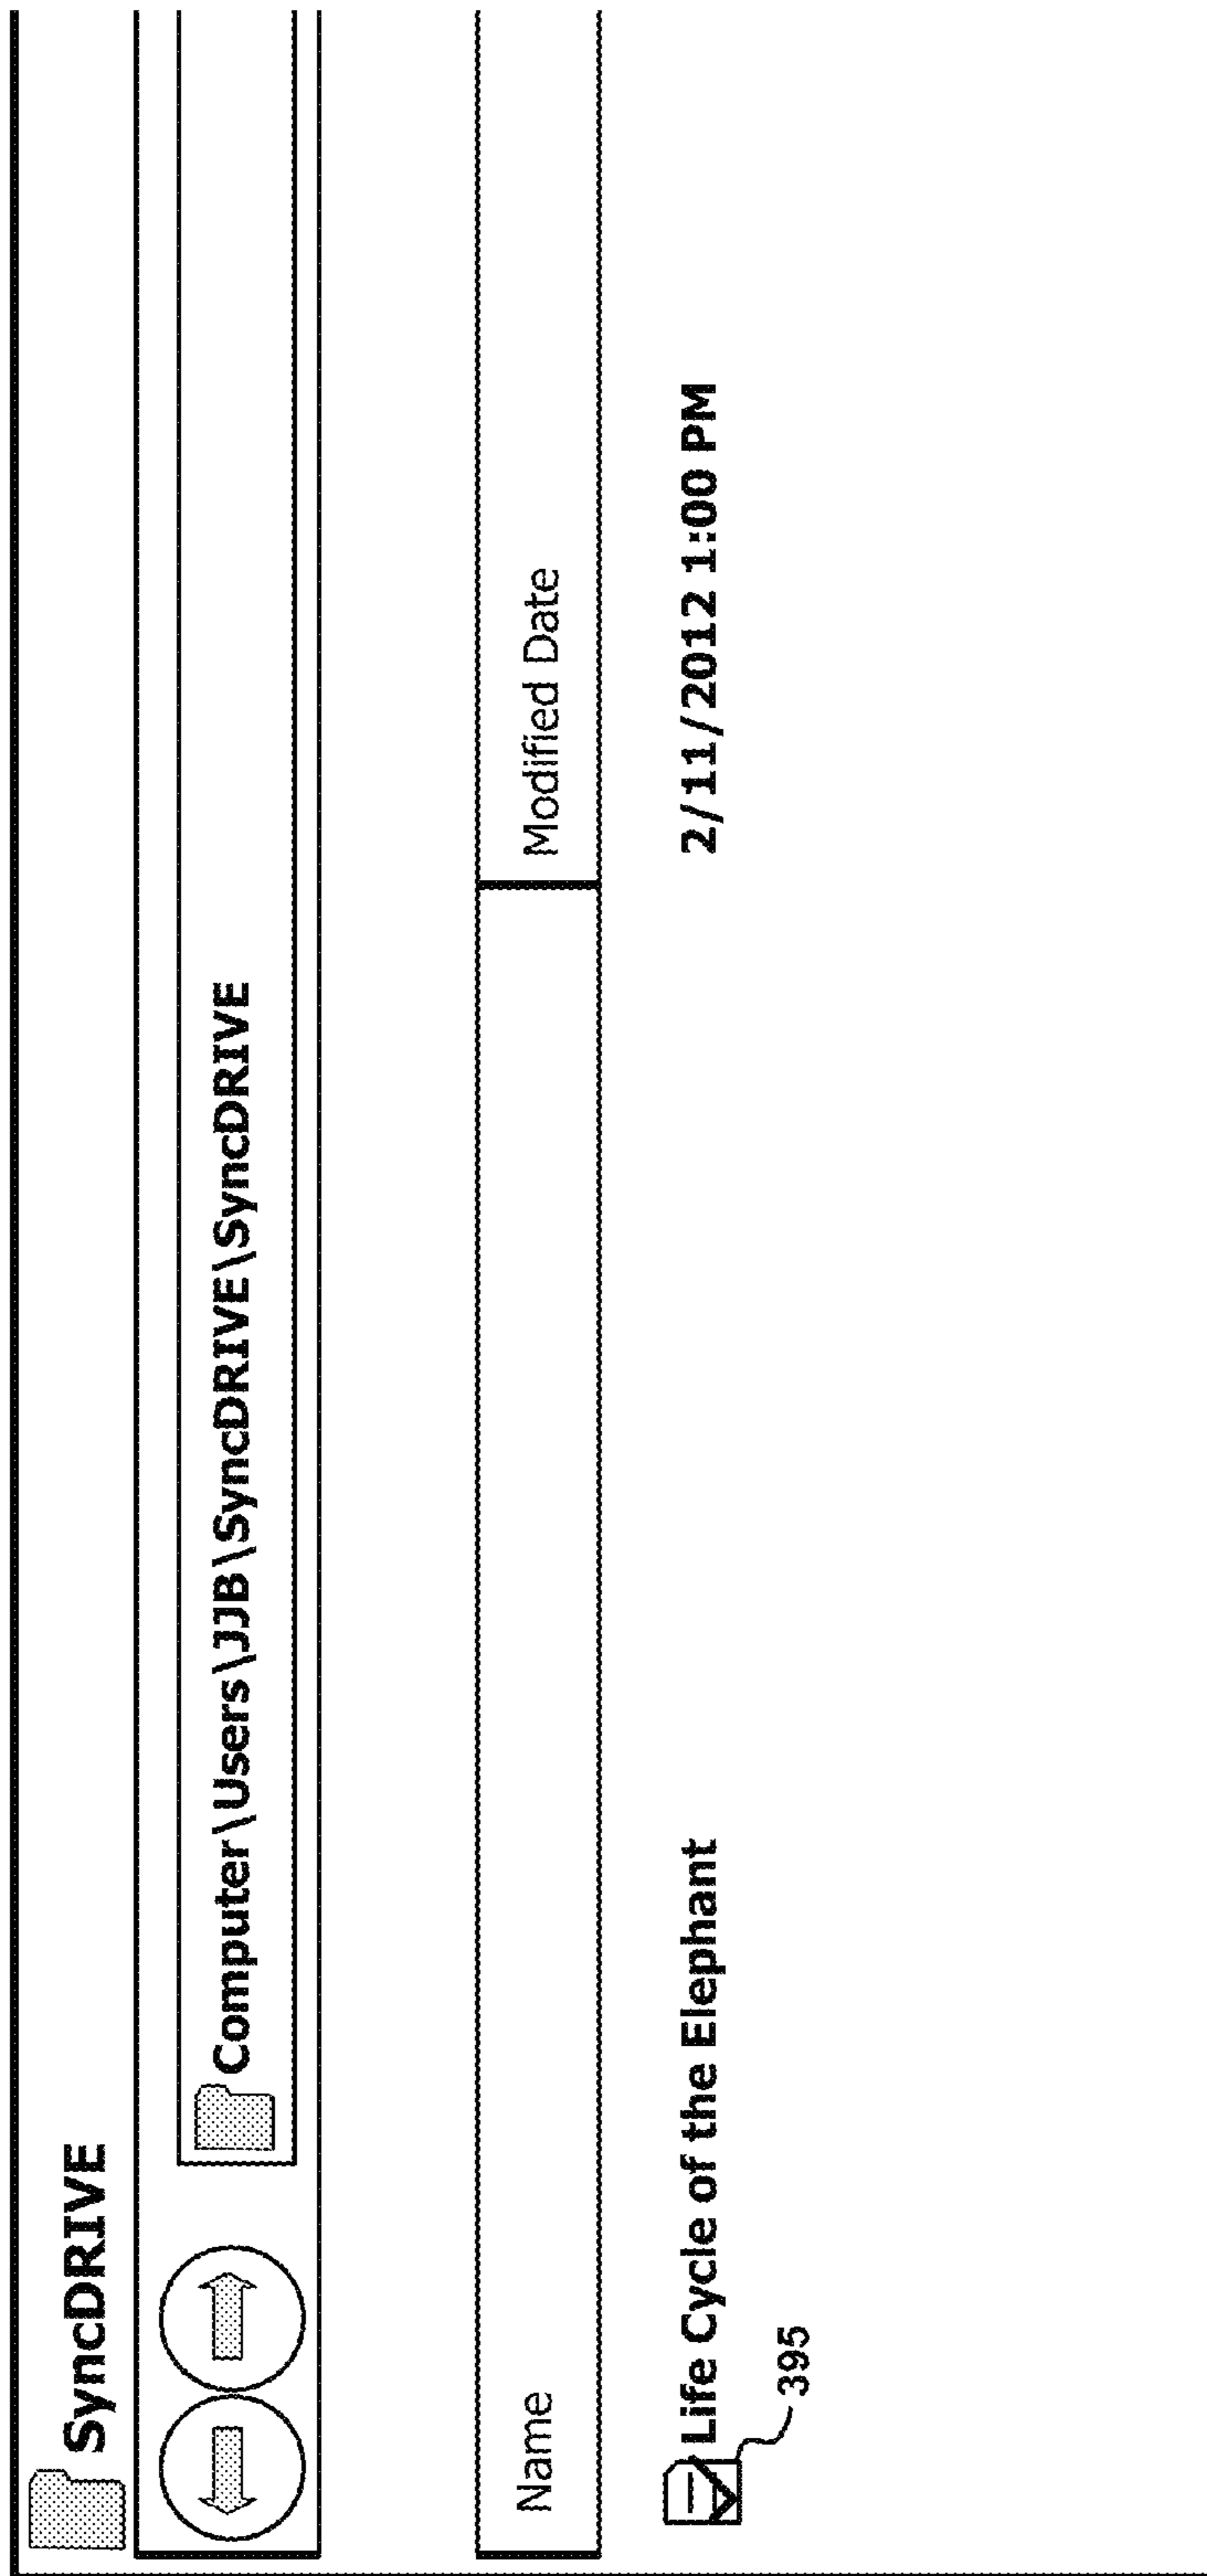 SyncDRIVE
Computer\Users\JJB\SyncDRIVE\SyncDRIVE
Name Modified Date
Life Cycle of the Elephant 2/11/2012 1:00 PM
395